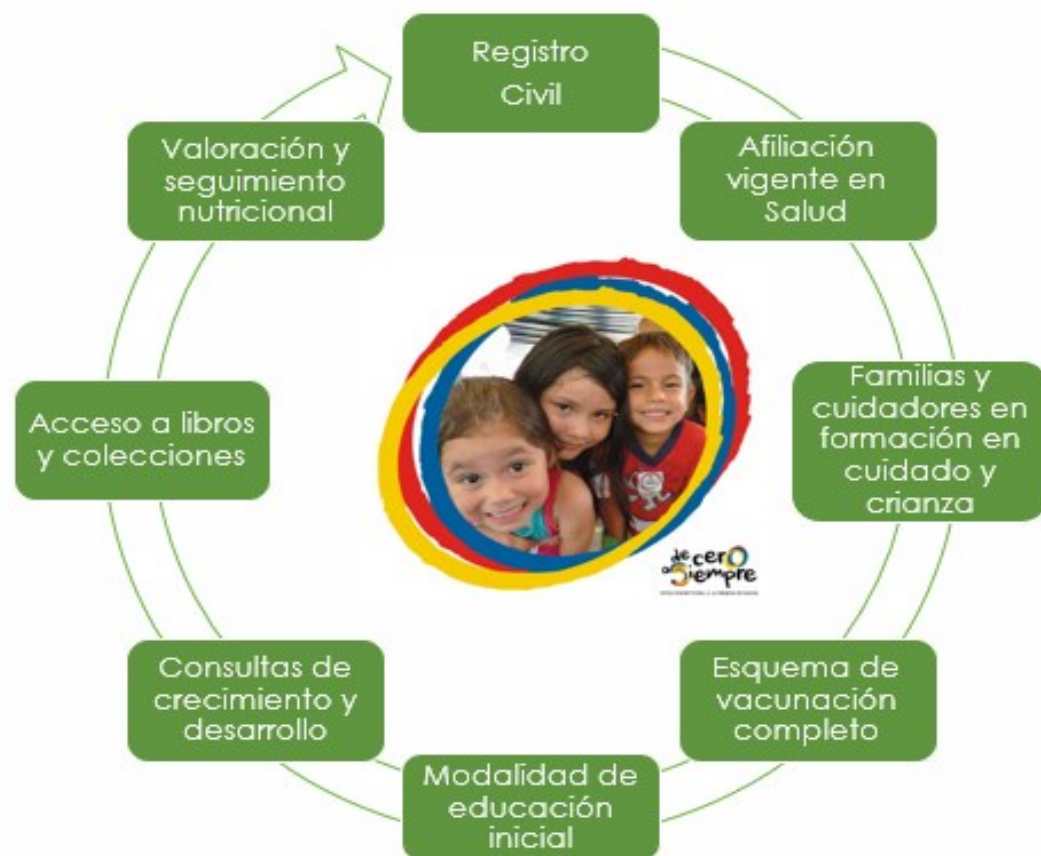 Registro
Civil
Afiliación
vigente en
Salud
Familias y
cuidadores en
formación en
cuidado y
crianza
Esquema de
vacunación
completo
Modalidad de
educación
inicial
Consultas de
crecimiento y
desarrollo
Acceso a libros
y colecciones
Valoración y
seguimiento
nutricional
de cero
a Siempre